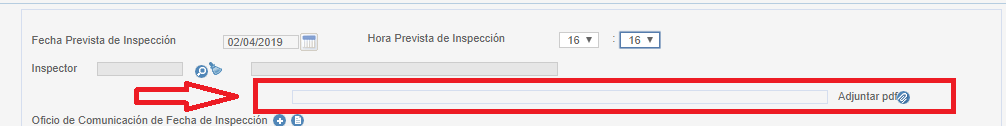 Fecha Prevista de Inspección 02/04/2019 Hora Prevista de Inspección 16 : 16
Inspector
Adjuntar pdf
Oficio de Comunicación de Fecha de Inspección